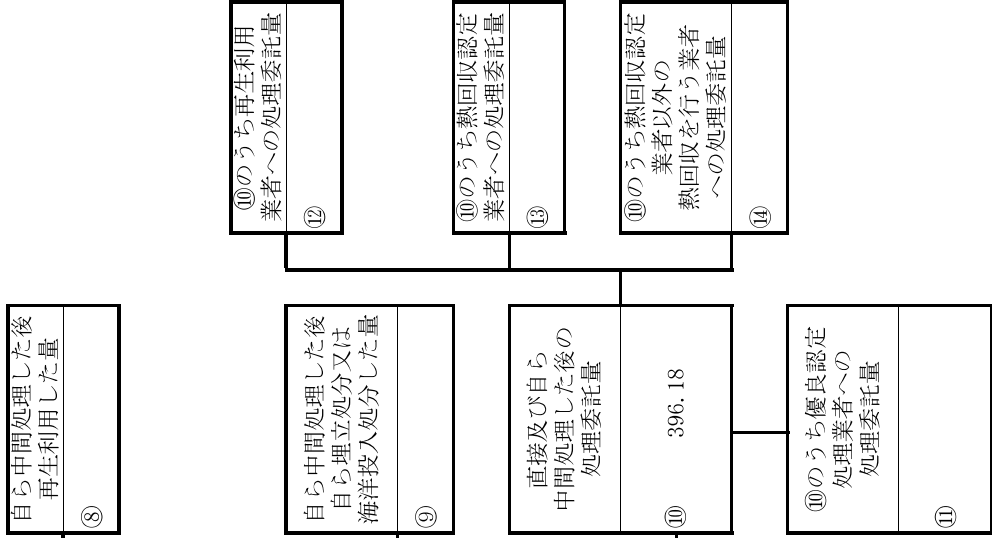 自ら中間処理した後
再生利用した量
⑧
自ら中間処理した後
自ら埋立処分又は
海洋投入処分した量
⑨
直接及び自ら
中間処理した後の
処理委託量
⑩ 396.18
⑩のうち優良認定
処理業者への
処理委託量
⑪
⑩のうち再生利用
業者への処理委託量
⑫
⑩のうち熱回収認定
業者への処理委託量
⑬
⑩のうち熱回収認定
業者以外の
熱回収を行う業者
への処理委託量
⑭